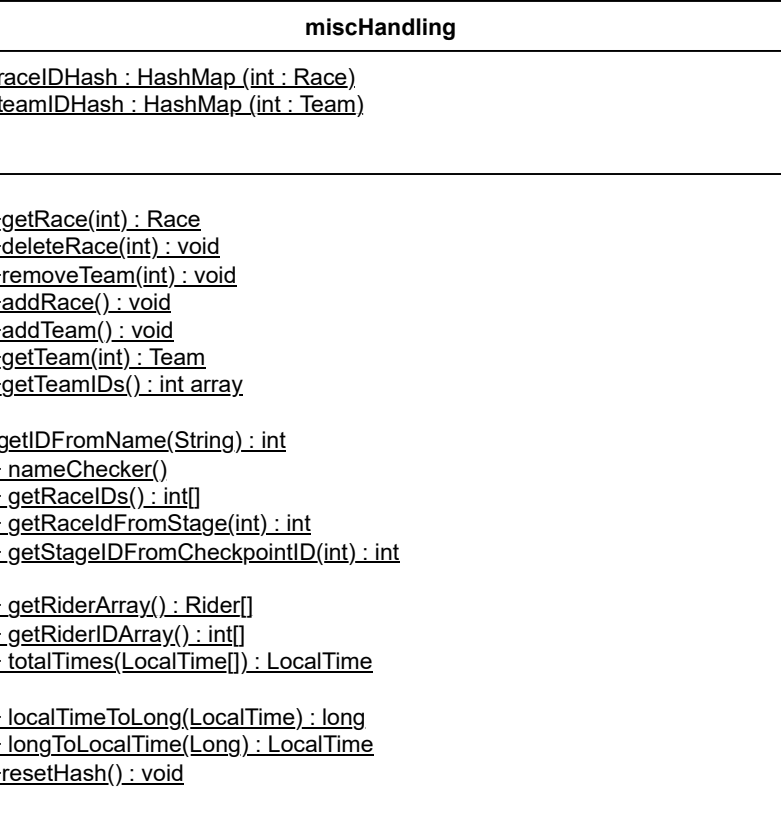 miscHandling
raceIDHash : HashMap (int : Race)
teamIDHash : HashMap (int : Team)
+getRace(int) : Race
+deleteRace(int) : void
+removeTeam(int) : void
+addRace() : void
+addTeam() : void
+getTeam(int) : Team
+getTeamIDs() : int array
getIDFromName(String) : int
+ nameChecker()
+ getRaceIDs() : int[]
+ getRaceIdFromStage(int) : int
+ getStageIDFromCheckpointID(int) : int
+ getRiderArray() : Rider[]
+ getRiderIDArray() : int[]
+ totalTimes(LocalTime[]) : LocalTime
+ localTimeToLong(LocalTime) : long
+ longToLocalTime(Long) : LocalTime
+resetHash() : void